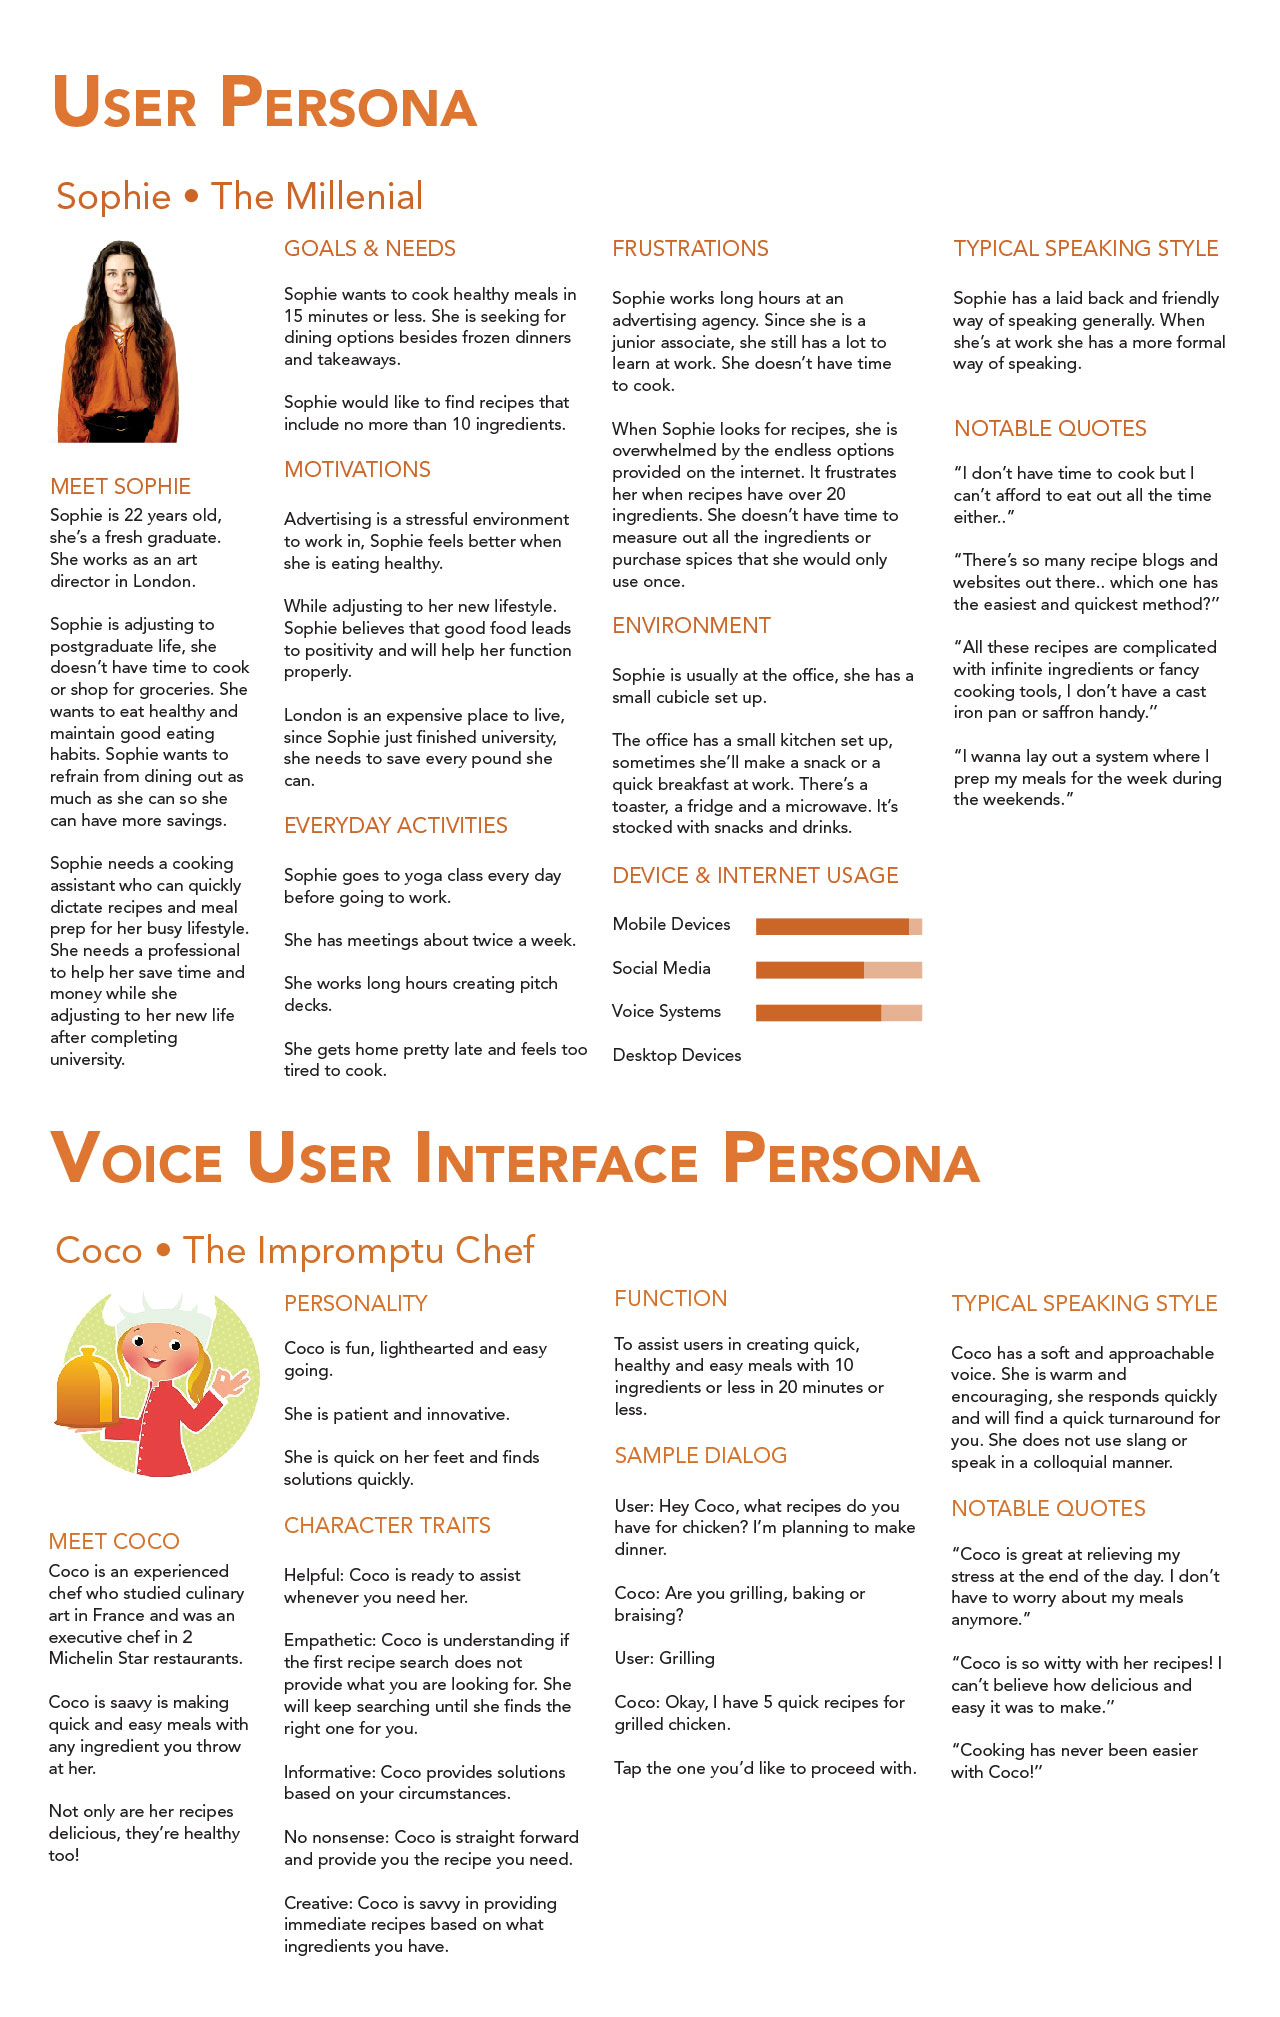 USER PERSONA
Sophie • The Millenial
MEET SOPHIE
Sophie is 22 years old,
she's a fresh graduate.
She works as an art
director in London.
Sophie is adjusting to
postgraduate life, she
doesn't have time to cook
or shop for groceries. She
wants to eat healthy and
maintain good eating
habits. Sophie wants to
refrain from dining out as
much as she can so she
can have more savings.
Sophie needs a cooking
assistant who can quickly
dictate recipes and meal
prep for her busy lifestyle.
She needs a professional
to help her save time and
money while she
adjusting to her new life
after completing
university.
GOALS & NEEDS
Sophie wants to cook healthy meals in
15 minutes or less. She is seeking for
dining options besides frozen dinners
and takeaways.
Sophie would like to find recipes that
include no more than 10 ingredients.
MOTIVATIONS
Advertising is a stressful environment
to work in, Sophie feels better when
she is eating healthy.
While adjusting to her new lifestyle.
Sophie believes that good food leads
to positivity and will help her function
properly.
London is an expensive place to live,
since Sophie just finished university,
she needs to save every pound she
can.
EVERYDAY ACTIVITIES
Sophie goes to yoga class every day
before going to work.
She has meetings about twice a week.
She works long hours creating pitch
decks.
She gets home pretty late and feels too
tired to cook.
FRUSTRATIONS
Sophie works long hours at an
advertising agency. Since she is a
junior associate, she still has a lot to
learn at work. She doesn't have time
to cook.
When Sophie looks for recipes, she is
overwhelmed by the endless options
provided on the internet. It frustrates
her when recipes have over 20
ingredients. She doesn't have time to
measure out all the ingredients or
purchase spices that she would only
use once.
ENVIRONMENT
Sophie is usually at the office, she has a
small cubicle set up.
The office has a small kitchen set up,
sometimes she'll make a snack or a
quick breakfast at work. There's a
toaster, a fridge and a microwave. It's
stocked with snacks and drinks.
DEVICE & INTERNET USAGE
Mobile Devices
Social Media
Voice Systems
Desktop Devices
TYPICAL SPEAKING STYLE
Sophie has a laid back and friendly
way of speaking generally. When
she's at work she has a more formal
way of speaking.
NOTABLE QUOTES
“I don't have time to cook but I
can't afford to eat out all the time
either..”
“There's so many recipe blogs and
websites out there.. which one has
the easiest and quickest method?’’
“All these recipes are complicated
with infinite ingredients or fancy
cooking tools, I don't have a cast
iron pan or saffron handy.’’
“I wanna lay out a system where I
prep my meals for the week during
the weekends.”
VOICE USER INTERFACE PERSONA
Coco • The Impromptu Chef
MEET COCO
Coco is an experienced
chef who studied culinary
art in France and was an
executive chef in 2
Michelin Star restaurants.
Coco is saavy is making
quick and easy meals with
any ingredient you throw
at her.
Not only are her recipes
delicious, they're healthy
too!
PERSONALITY
Coco is fun, lighthearted and easy
going.
She is patient and innovative.
She is quick on her feet and finds
solutions quickly.
CHARACTER TRAITS
Helpful: Coco is ready to assist
whenever you need her.
Empathetic: Coco is understanding if
the first recipe search does not
provide what you are looking for. She
will keep searching until she finds the
right one for you.
Informative: Coco provides solutions
based on your circumstances.
No nonsense: Coco is straight forward
and provide you the recipe you need.
Creative: Coco is savvy in providing
immediate recipes based on what
ingredients you have.
FUNCTION
To assist users in creating quick,
healthy and easy meals with 10
ingredients or less in 20 minutes or
less.
SAMPLE DIALOG
User: Hey Coco, what recipes do you
have for chicken? I'm planning to make
dinner.
Coco: Are you grilling, baking or
braising?
User: Grilling
Coco: Okay, I have 5 quick recipes for
grilled chicken.
Tap the one you'd like to proceed with.
TYPICAL SPEAKING STYLE
Coco has a soft and approachable
voice. She is warm and
encouraging, she responds quickly
and will find a quick turnaround for
you. She does not use slang or
speak in a colloquial manner.
NOTABLE QUOTES
“Coco is great at relieving my
stress at the end of the day. I don't
have to worry about my meals
anymore.”
“Coco is so witty with her recipes! I
can't believe how delicious and
easy it was to make.’’
“Cooking has never been easier
with Coco!’’